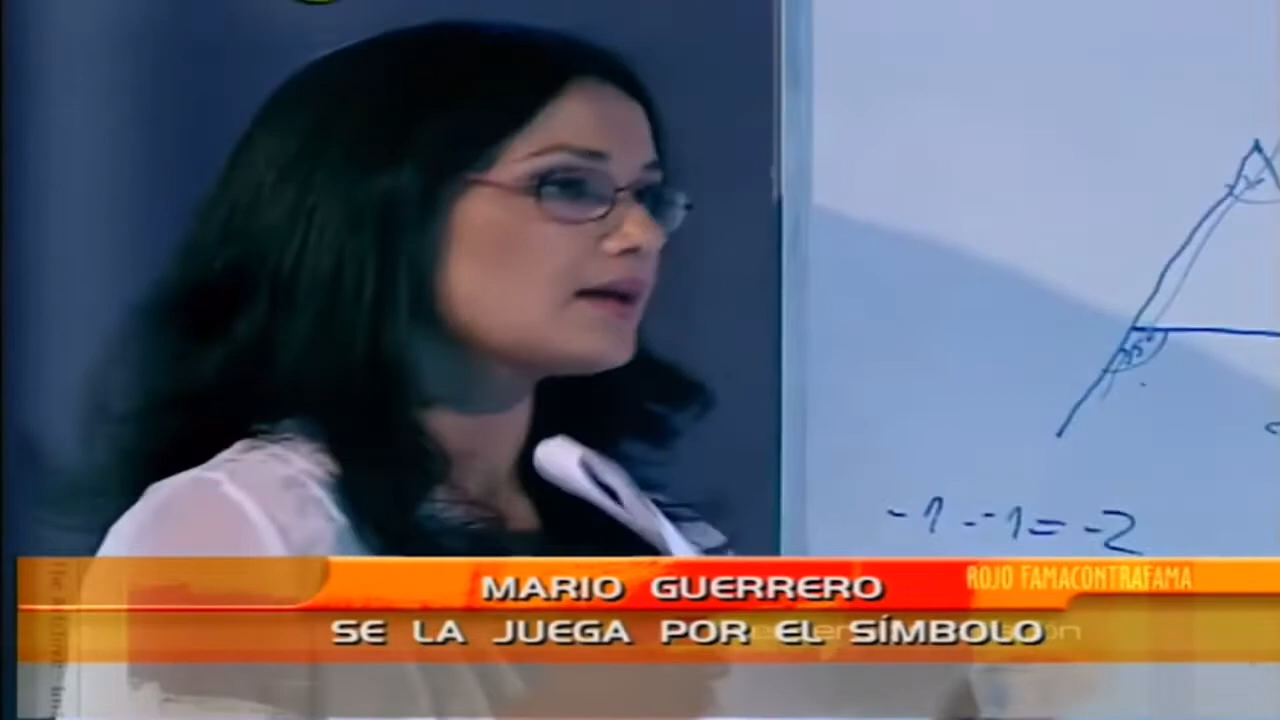 -1 - -1 = -2
MARIO GUERRERO
ROJO FAMACONTRAFAMA
SE LA JUEGA POR EL SÍMBOLO